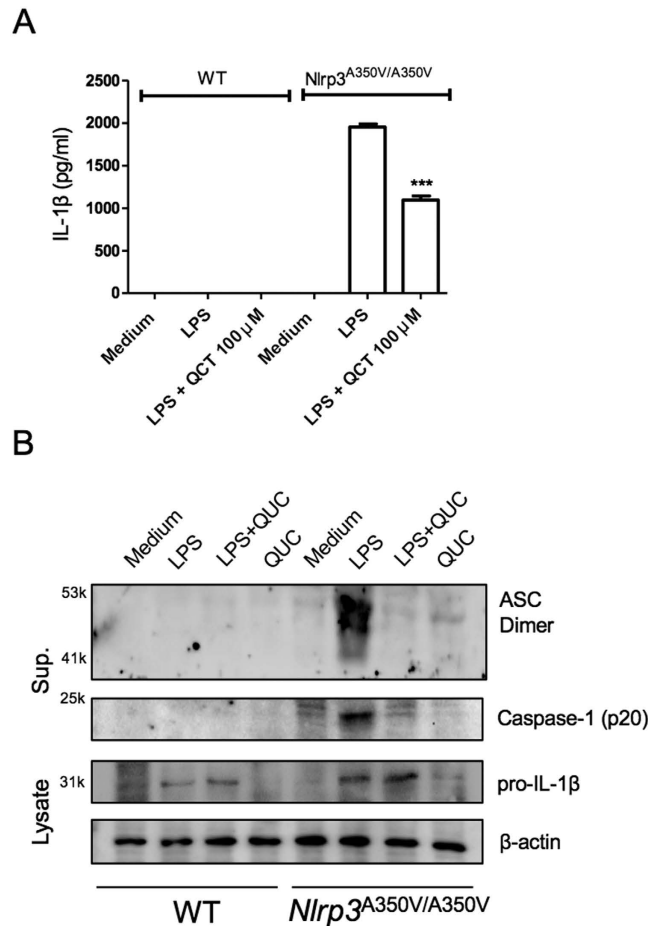 A
WT
Nlrp3A350V/A350V
IL-1β (pg/ml)
2500
2000
1500
1000
500
0
***
Medium
LPS
LPS + QCT 100 μM
Medium
LPS
LPS + QCT 100 μM
B
Medium
LPS
LPS+QUC
QUC
Medium
LPS
LPS+QUC
QUC
Sup.
53k
41k
ASC
Dimer
25k
Caspase-1 (p20)
Lysate
31k
pro-IL-1β
β-actin
WT
Nlrp3A350V/A350V